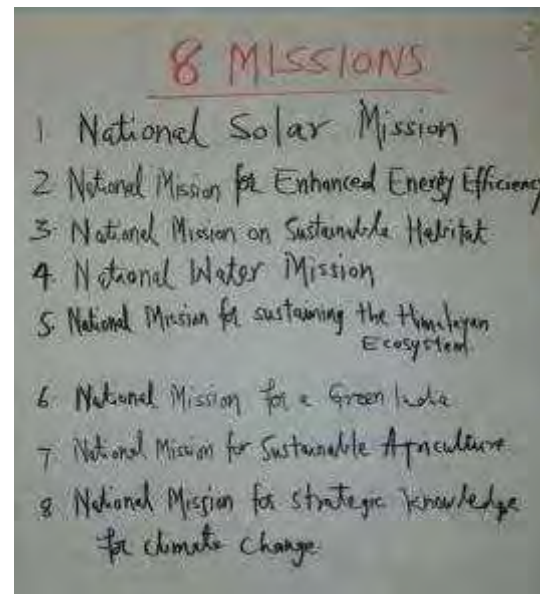 8 MISSIONS
1 National Solar Mission
2 National Mission for Enhanced Energy Efficiency
3. National Mission on Sustainable Habitat
4. National Water Mission
5. National Mission for sustaining the Himalayan
Ecosystem.
6 National Mission for a Green India
7 National Mission for Sustainable Agriculture
8 National Mission for strategic knowledge
for climate change